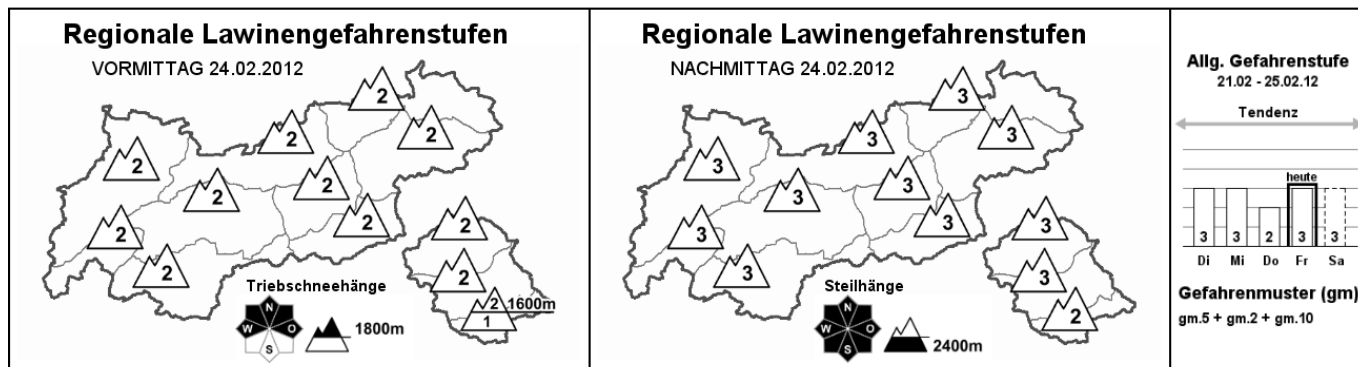 Regionale Lawinengefahrenstufen
VORMITTAG 24.02.2012
2
2
2
2
2
2
2
2
2
2
2
2 1600m
1
Triebschneehänge
N
W O
S
1800m
Regionale Lawinengefahrenstufen
NACHMITTAG 24.02.2012
3
3
3
3
3
3
3
3
3
3
3
2
Steilhänge
N
W O
S
2400m
Allg. Gefahrenstufe
21.02 - 25.02.12
Tendenz
heute
3 3 2 3 3
Di Mi Do Fr Sa
Gefahrenmuster (gm)
gm.5 + gm.2 + gm.10